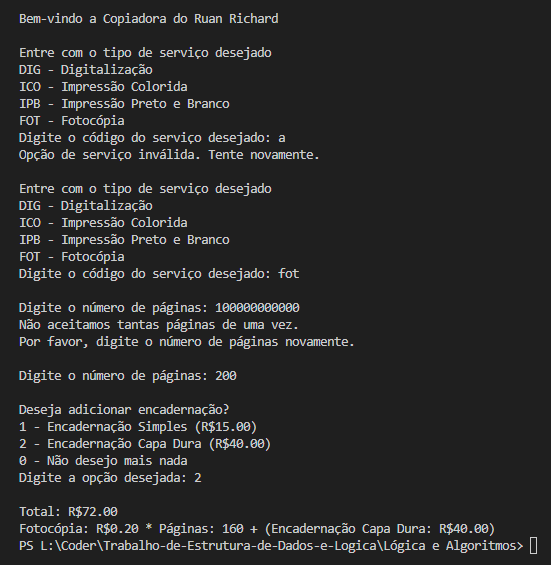 Bem-vindo a Copiadora do Ruan Richard
Entre com o tipo de serviço desejado
DIG - Digitalização
ICO - Impressão Colorida
IPB - Impressão Preto e Branco
FOT - Fotocópia
Digite o código do serviço desejado: a
Opção de serviço inválida. Tente novamente.
Entre com o tipo de serviço desejado
DIG - Digitalização
ICO - Impressão Colorida
IPB - Impressão Preto e Branco
FOT - Fotocópia
Digite o código do serviço desejado: fot
Digite o número de páginas: 100000000000
Não aceitamos tantas páginas de uma vez.
Por favor, digite o número de páginas novamente.
Digite o número de páginas: 200
Deseja adicionar encadernação?
1 - Encadernação Simples (R$15.00)
2 - Encadernação Capa Dura (R$40.00)
0 - Não desejo mais nada
Digite a opção desejada: 2
Total: R$72.00
Fotocópia: R$0.20 * Páginas: 160 + (Encadernação Capa Dura: R$40.00)
PS L:\Coder\Trabalho-de-Estrutura-de-Dados-e-Logica\Lógica e Algoritmos>